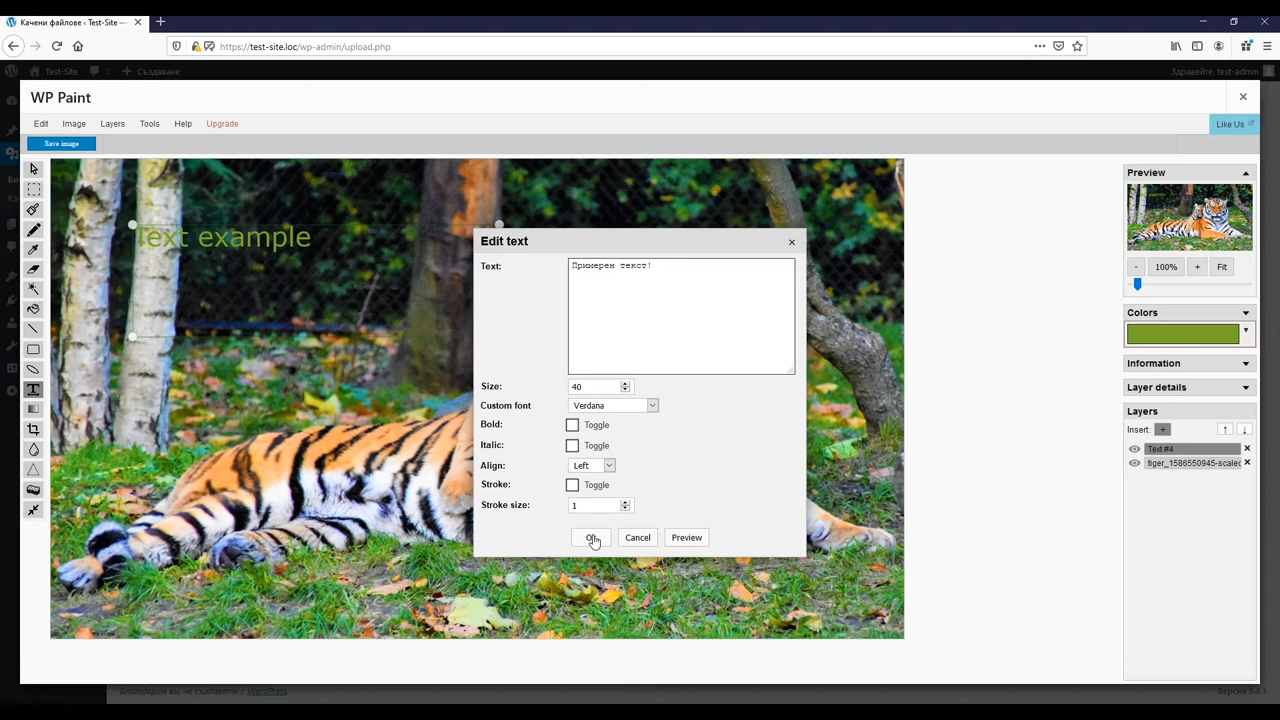 Качени файлове ‹ Test-Site —
https://test-site.loc/wp-admin/upload.php
Test-Site 0 Създаване Здравейте, test-admin
WP Paint
Edit Image Layers Tools Help Upgrade Like Us
Save image
Text example
Edit text
Text: Примерен текст!
Size: 40
Custom font Verdana
Bold: Toggle
Italic: Toggle
Align: Left
Stroke: Toggle
Stroke size: 1
Cancel Preview
Preview
- 100% + Fit
Colors
Information
Layer details
Layers
Insert: + ↑ ↓
Text #4
tiger_1586550945-scaled
Благодарим ви, че създавате с WordPress. Версия 5.4.1